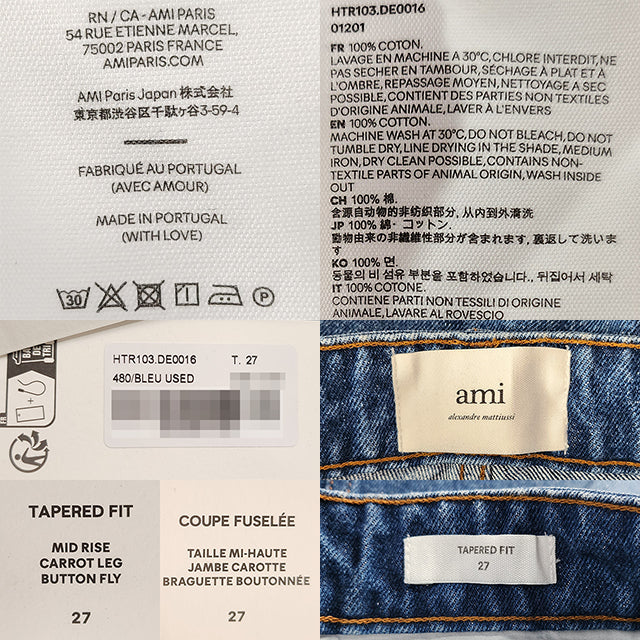 RN / CA - AMI PARIS
54 RUE ETIENNE MARCEL,
75002 PARIS FRANCE
AMIPARIS.COM
AMI Paris Japan 株式会社
東京都渋谷区千駄ヶ谷3-59-4
FABRIQUÉ AU PORTUGAL
(AVEC AMOUR)
MADE IN PORTUGAL
(WITH LOVE)
30
P
HTR103.DE0016
01201
FR 100% COTON.
LAVAGE EN MACHINE A 30°C, CHLORE INTERDIT, NE
PAS SECHER EN TAMBOUR, SÉCHAGE À PLAT ET À
L'OMBRE, REPASSAGE MOYEN, NETTOYAGE A SEC
POSSIBLE, CONTIENT DES PARTIES NON TEXTILES
D'ORIGINE ANIMALE, LAVER À L'ENVERS
EN 100% COTTON.
MACHINE WASH AT 30°C, DO NOT BLEACH, DO NOT
TUMBLE DRY, LINE DRYING IN THE SHADE, MEDIUM
IRON, DRY CLEAN POSSIBLE, CONTAINS NON-
TEXTILE PARTS OF ANIMAL ORIGIN, WASH INSIDE
OUT
CH 100% 棉.
含源自动物的非纺织部分, 从内到外清洗
JP 100% 綿・コットン.
動物由来の非繊維性部分が含まれます, 裏返して洗いま
す
KO 100% 면.
동물의 비 섬유 부분을 포함하였습니다., 뒤집어서 세탁
IT 100% COTONE.
CONTIENE PARTI NON TESSILI DI ORIGINE
ANIMALE, LAVARE AL ROVESCIO
HTR103.DE0016 T. 27
480/BLEU USED
ami
alexandre mattiussi
TAPERED FIT
MID RISE
CARROT LEG
BUTTON FLY
27
COUPE FUSELÉE
TAILLE MI-HAUTE
JAMBE CAROTTE
BRAGUETTE BOUTONNÉE
27
TAPERED FIT
27